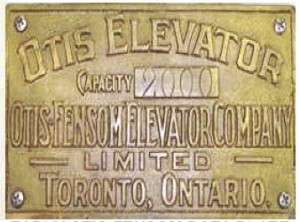 OTIS ELEVATOR
CAPACITY 2000
OTIS-FENSOM ELEVATOR COMPANY
LIMITED
TORONTO, ONTARIO.